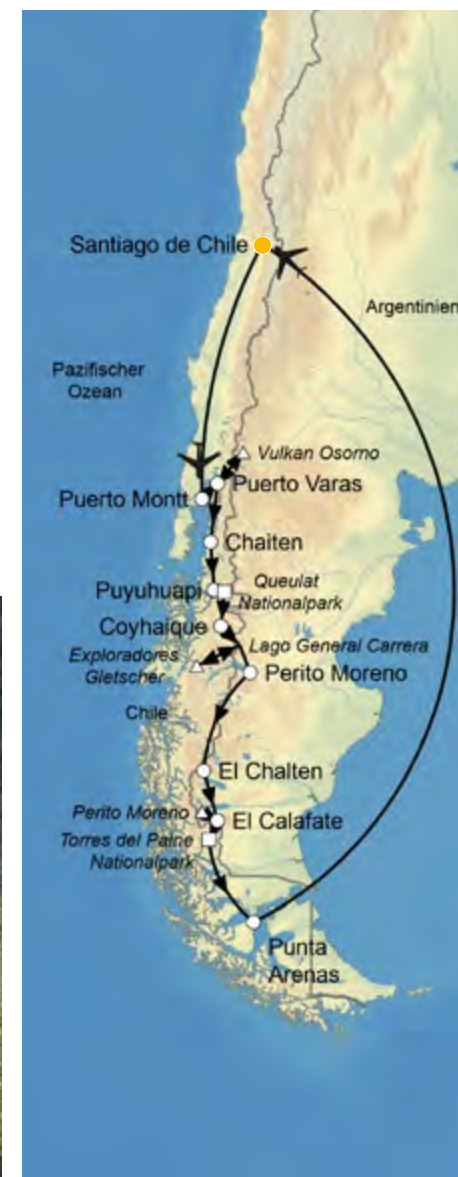 Santiago de Chile
Argentinien
Pazifischer
Ozean
Vulkan Osorno
Puerto Varas
Puerto Montt
Chaiten
Puyuhuapi
Queulat
Nationalpark
Coyhaique
Lago General Carrera
Exploradores
Gletscher
Perito Moreno
Chile
El Chalten
Perito Moreno
El Calafate
Torres del Paine
Nationalpark
Punta
Arenas